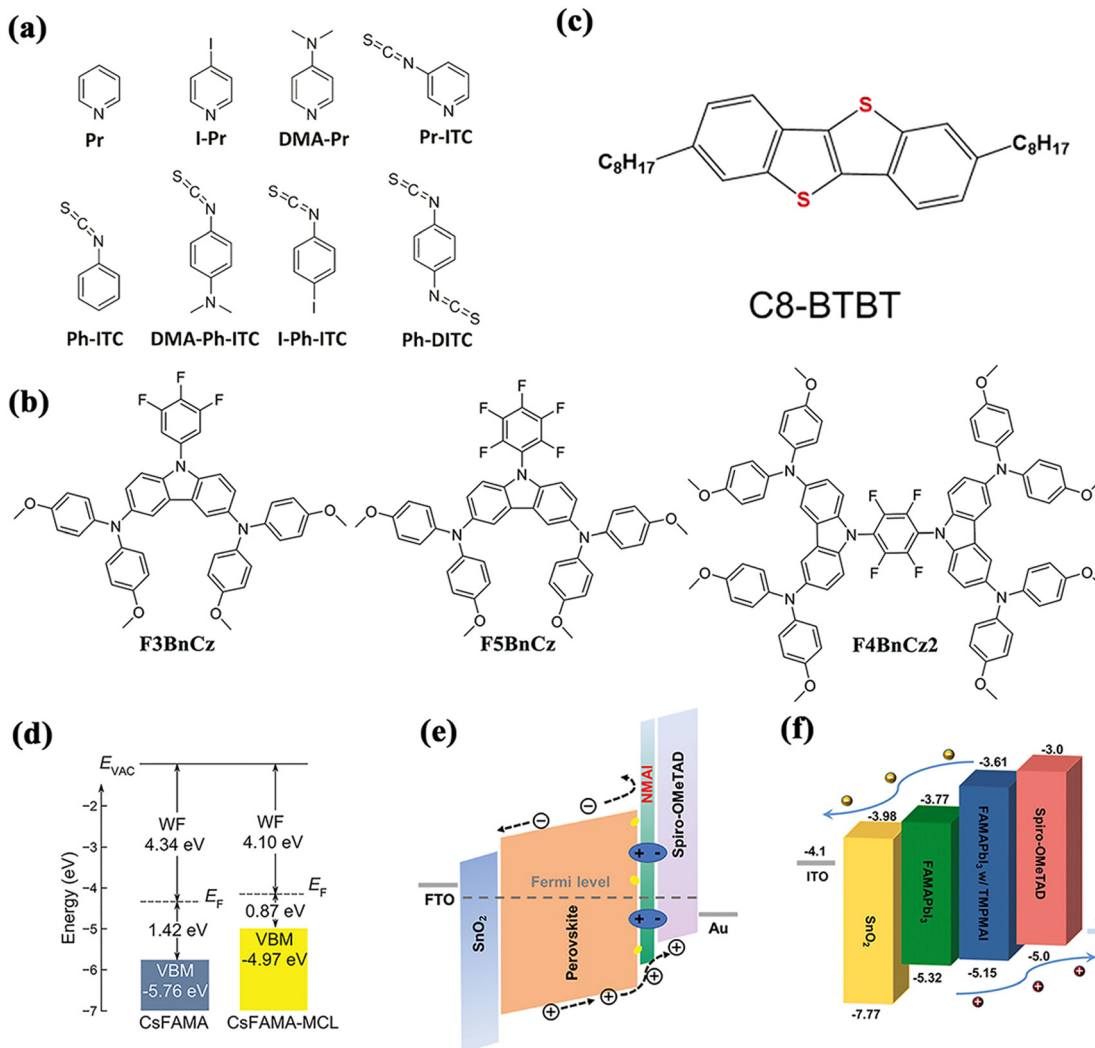 (a)
I
N
S
C
N
N
N
N
N
Pr
I-Pr
DMA-Pr
Pr-ITC
S
C
N
S
C
N
N
S
C
N
I
S
C
N
N
C
S
Ph-ITC
DMA-Ph-ITC
I-Ph-ITC
Ph-DITC
(c)
S
S
C8H17
C8H17
C8-BTBT
(b)
F
F
F
N
N
N
O
O
O
O
F3BnCz
F
F
F
F
F
N
N
N
O
O
O
O
F5BnCz
O
O
O
O
N
N
N
N
F
F
F
F
N
N
O
O
O
O
F4BnCz2
(d)
EVAC
Energy (eV)
−2
−3
−4
−5
−6
−7
WF
4.34 eV
EF
1.42 eV
VBM
-5.76 eV
CsFAMA
WF
4.10 eV
EF
0.87 eV
VBM
-4.97 eV
CsFAMA-MCL
(e)
FTO
SnO2
Perovskite
Fermi level
NMAI
Spiro-OMeTAD
Au
−
−
−
+ -
+ -
+
+
+
+
+
(f)
-4.1
ITO
-3.98
SnO2
-7.77
-3.77
FAMAPbI3
-5.32
-3.61
FAMAPbI3 w/ TMPMAI
-5.15
-3.0
Spiro-OMeTAD
-5.0